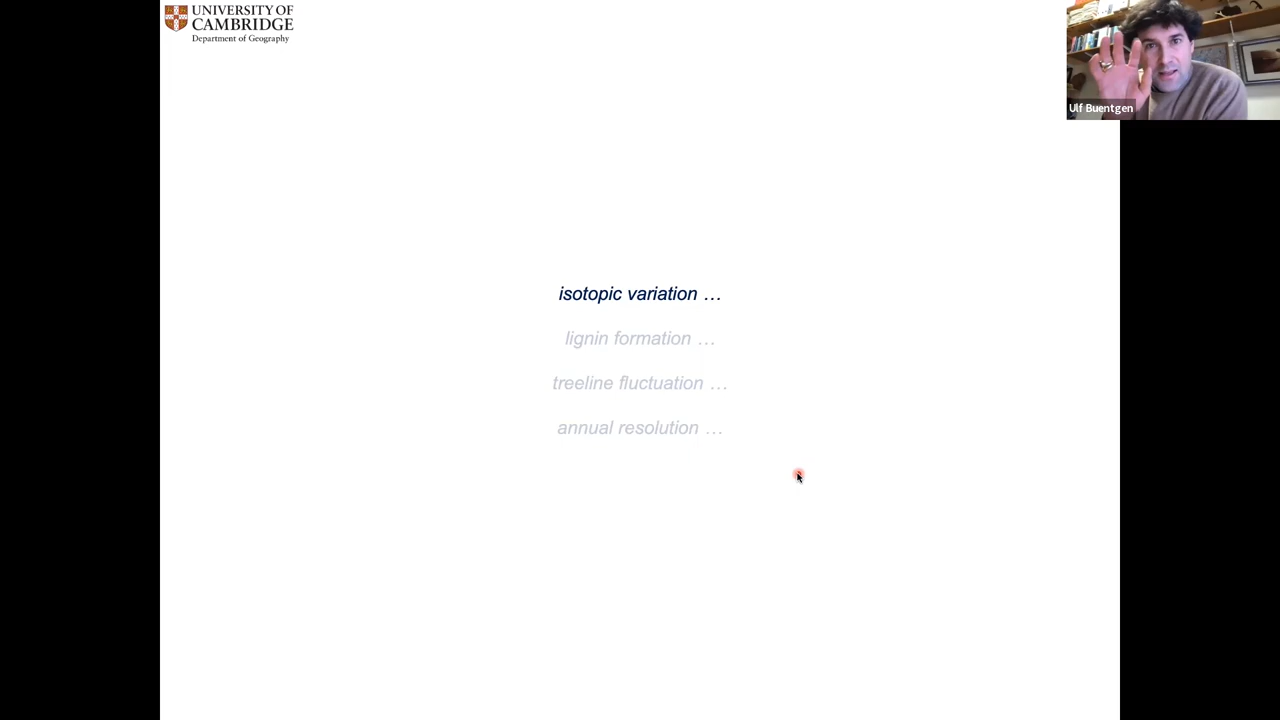 UNIVERSITY OF
CAMBRIDGE
Department of Geography
Ulf Buentgen
isotopic variation …
lignin formation …
treeline fluctuation …
annual resolution …